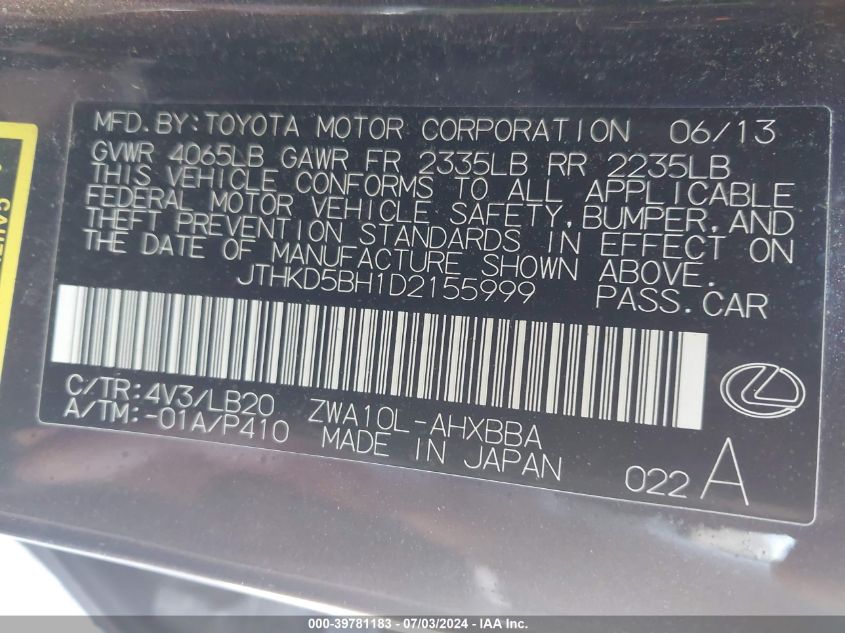 MFD.BY:TOYOTA MOTOR CORPORATION 06/13
GVWR 4065LB GAWR FR 2335LB RR 2235LB
THIS VEHICLE CONFORMS TO ALL APPLICABLE
FEDERAL MOTOR VEHICLE SAFETY,BUMPER,AND
THEFT PREVENTION STANDARDS IN EFFECT ON
THE DATE OF MANUFACTURE SHOWN ABOVE.
JTHKD5BH1D2155999 PASS.CAR
C/TR:4V3/LB20 ZWA10L-AHXBBA
A/TM:-01A/P410 MADE IN JAPAN
022 A
000-39781183 - 07/03/2024 - IAAI.com.